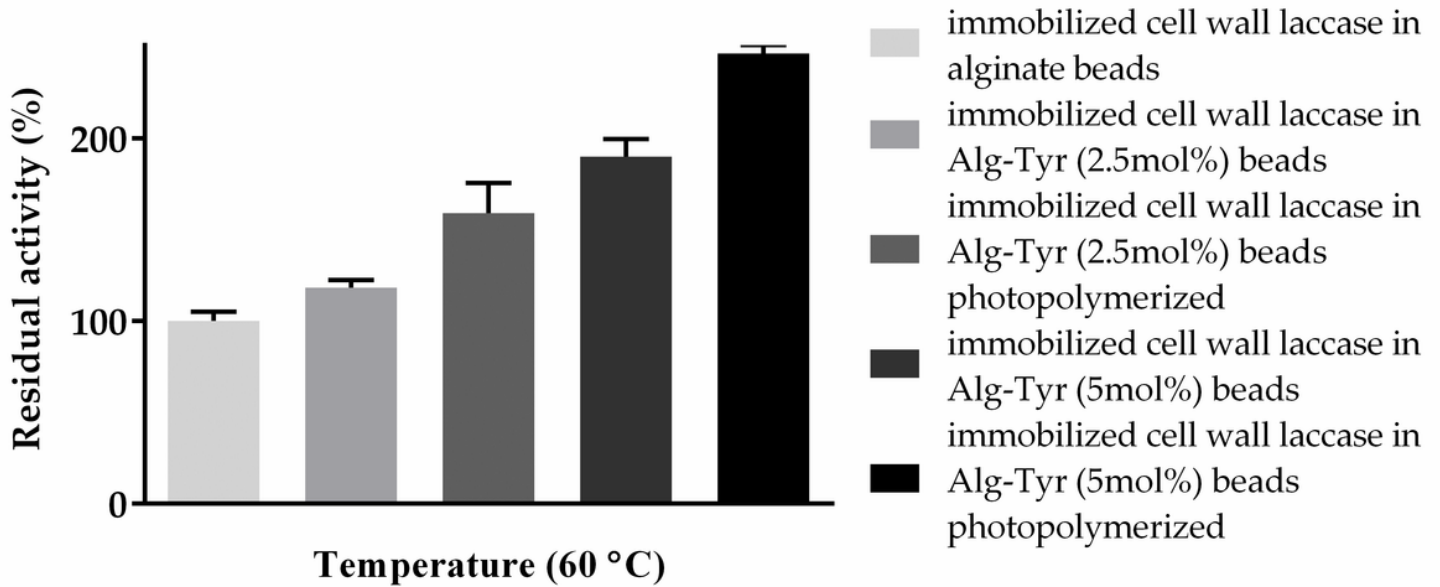 Residual activity (%)
200
100
0
Temperature (60 °C)
immobilized cell wall laccase in
alginate beads
immobilized cell wall laccase in
Alg-Tyr (2.5mol%) beads
immobilized cell wall laccase in
Alg-Tyr (2.5mol%) beads
photopolymerized
immobilized cell wall laccase in
Alg-Tyr (5mol%) beads
immobilized cell wall laccase in
Alg-Tyr (5mol%) beads
photopolymerized